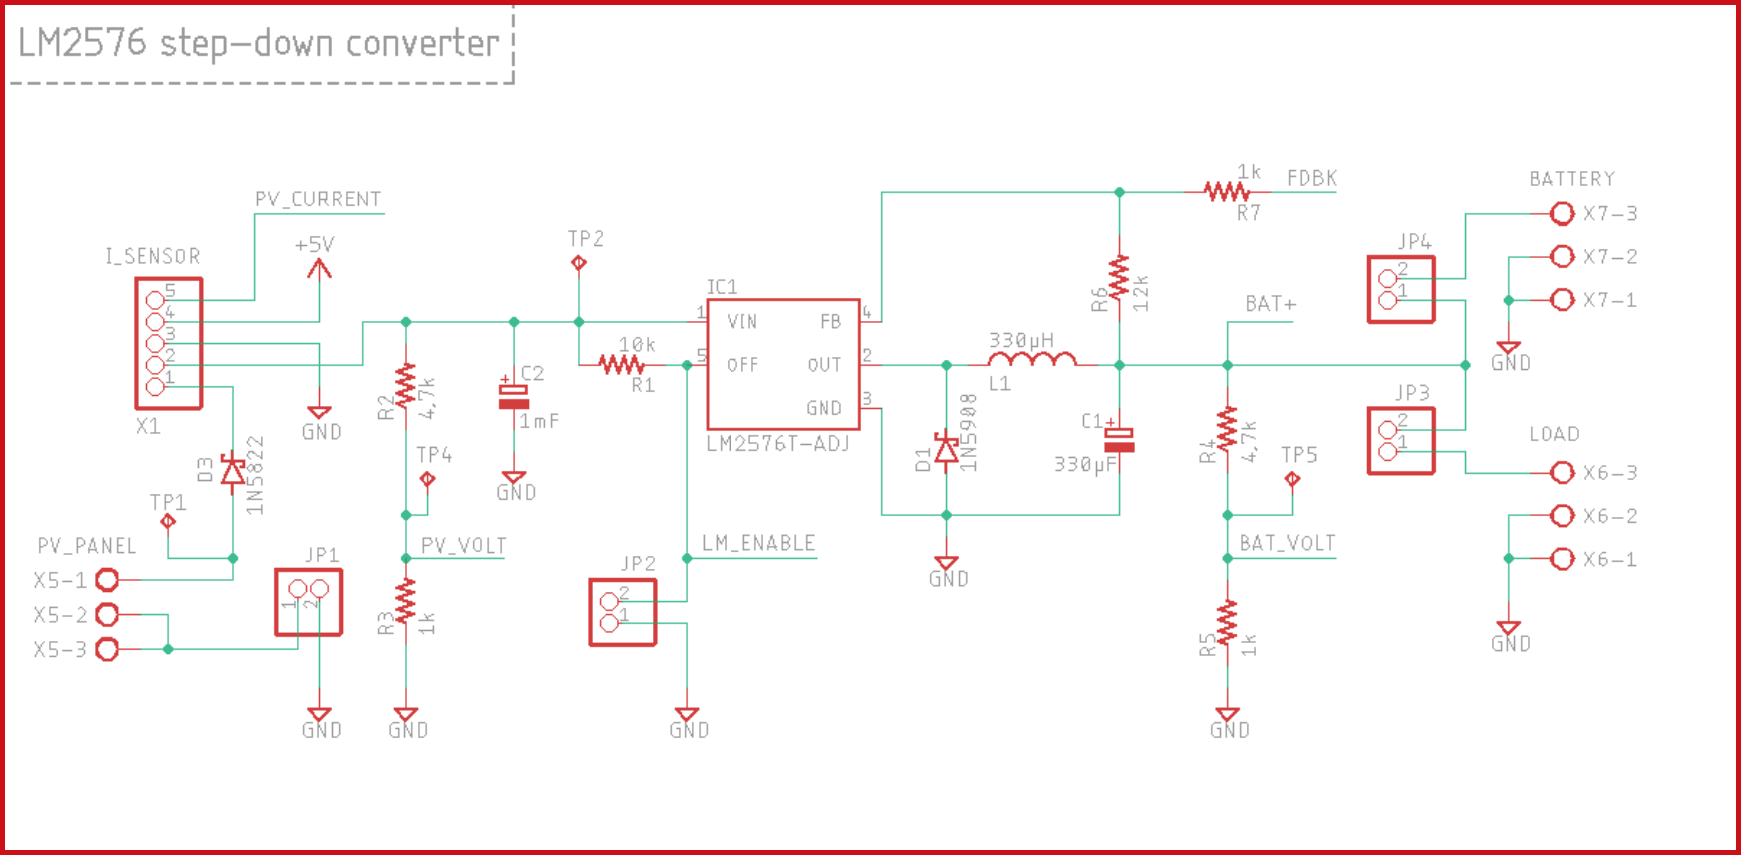 LM2576 step-down converter
PV_CURRENT
+5V
I_SENSOR
5
4
3
2
1
X1
GND
D3
1N5822
TP1
PV_PANEL
X5-1
X5-2
X5-3
JP1
1
2
GND
R2
4,7k
TP4
PV_VOLT
R3
1k
GND
C2
+
1mF
GND
TP2
10k
R1
IC1
1
VIN
5
OFF
FB
4
OUT
2
GND
3
LM2576T-ADJ
LM_ENABLE
JP2
2
1
GND
D1
1N5908
GND
330µH
L1
R6
12k
C1
+
330µF
1k
R7
FDBK
BAT+
R4
4,7k
TP5
BAT_VOLT
R5
1k
GND
JP4
2
1
JP3
2
1
BATTERY
X7-3
X7-2
X7-1
GND
LOAD
X6-3
X6-2
X6-1
GND